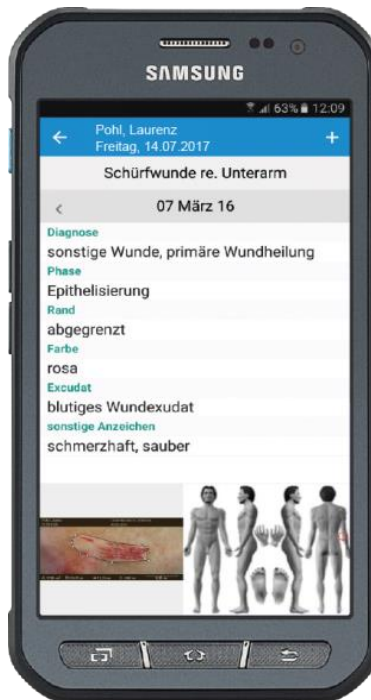 SAMSUNG
63% 12:09
Pohl, Laurenz
Freitag, 14.07.2017
Schürfwunde re. Unterarm
07 März 16
Diagnose
sonstige Wunde, primäre Wundheilung
Phase
Epithelisierung
Rand
abgegrenzt
Farbe
rosa
Excudat
blutiges Wundexudat
sonstige Anzeichen
schmerzhaft, sauber